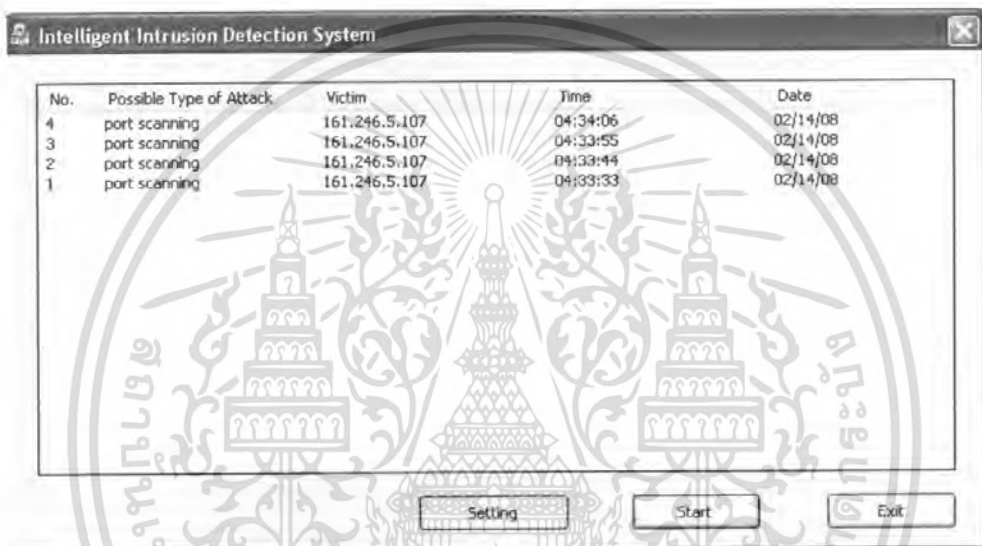 Intelligent Intrusion Detection System
No. Possible Type of Attack Victim Time Date
4 port scanning 161.246.5.107 04:34:06 02/14/08
3 port scanning 161.246.5.107 04:33:55 02/14/08
2 port scanning 161.246.5.107 04:33:44 02/14/08
1 port scanning 161.246.5.107 04:33:33 02/14/08
Setting Start Exit